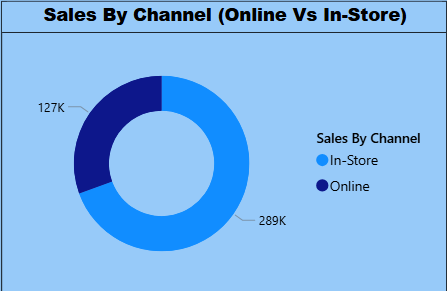 Sales By Channel (Online Vs In-Store)
127K
Sales By Channel
In-Store
Online
289K